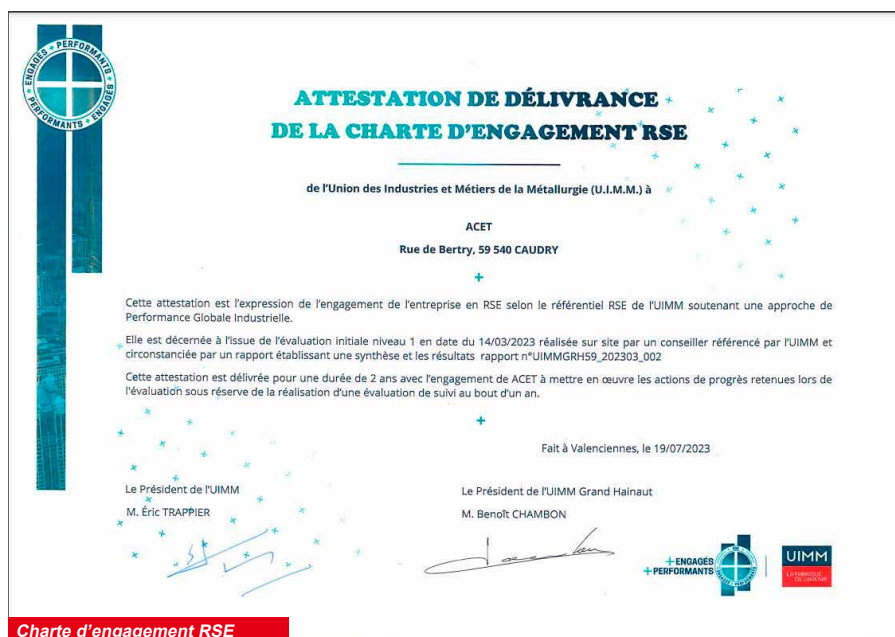 ENGAGÉS + PERFORMANTS + ENGAGÉS + PERFORMANTS +
ATTESTATION DE DÉLIVRANCE
DE LA CHARTE D'ENGAGEMENT RSE
de l'Union des Industries et Métiers de la Métallurgie (U.I.M.M.) à
ACET
Rue de Bertry, 59 540 CAUDRY
Cette attestation est l'expression de l'engagement de l'entreprise en RSE selon le référentiel RSE de l'UIMM soutenant une approche de
Performance Globale Industrielle.
Elle est décernée à l'issue de l'évaluation initiale niveau 1 en date du 14/03/2023 réalisée sur site par un conseiller référencé par l'UIMM et
circonstanciée par un rapport établissant une synthèse et les résultats rapport n°UIMMGRH59_202303_002
Cette attestation est délivrée pour une durée de 2 ans avec l'engagement de ACET à mettre en œuvre les actions de progrès retenues lors de
l'évaluation sous réserve de la réalisation d'une évaluation de suivi au bout d'un an.
Fait à Valenciennes, le 19/07/2023
Le Président de l'UIMM
M. Éric TRAPPIER
Le Président de l'UIMM Grand Hainaut
M. Benoît CHAMBON
+ ENGAGÉS
+ PERFORMANTS
UIMM
LA FABRIQUE
DE L'AVENIR
Charte d'engagement RSE